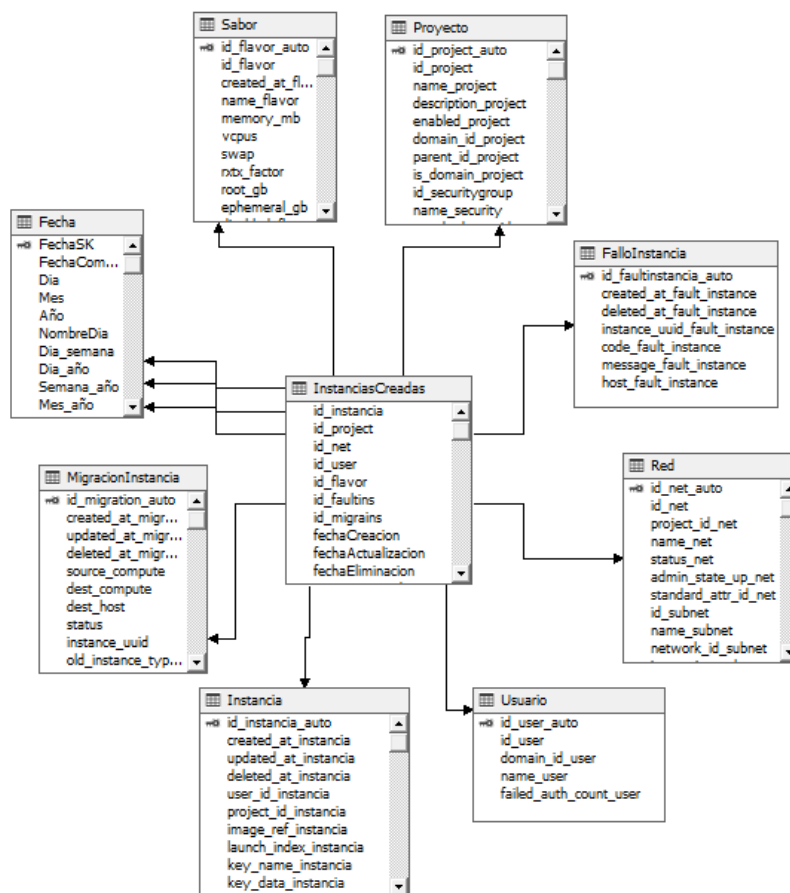 Sabor
id_flavor_auto
id_flavor
created_at_fl...
name_flavor
memory_mb
vcpus
swap
rxtx_factor
root_gb
ephemeral_gb
Proyecto
id_project_auto
id_project
name_project
description_project
enabled_project
domain_id_project
parent_id_project
is_domain_project
id_securitygroup
name_security
Fecha
FechaSK
FechaCom...
Dia
Mes
Año
NombreDia
Dia_semana
Dia_año
Semana_año
Mes_año
FalloInstancia
id_faultinstancia_auto
created_at_fault_instance
deleted_at_fault_instance
instance_uuid_fault_instance
code_fault_instance
message_fault_instance
host_fault_instance
InstanciasCreadas
id_instancia
id_project
id_net
id_user
id_flavor
id_faultins
id_migrains
fechaCreacion
fechaActualizacion
fechaEliminacion
MigracionInstancia
id_migration_auto
created_at_migr...
updated_at_migr...
deleted_at_migr...
source_compute
dest_compute
dest_host
status
instance_uuid
old_instance_typ...
Red
id_net_auto
id_net
project_id_net
name_net
status_net
admin_state_up_net
standard_attr_id_net
id_subnet
name_subnet
network_id_subnet
Instancia
id_instancia_auto
created_at_instancia
updated_at_instancia
deleted_at_instancia
user_id_instancia
project_id_instancia
image_ref_instancia
launch_index_instancia
key_name_instancia
key_data_instancia
Usuario
id_user_auto
id_user
domain_id_user
name_user
failed_auth_count_user